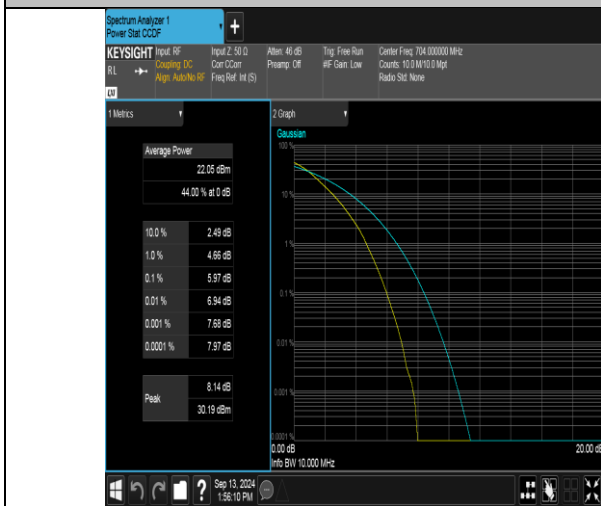 Spectrum Analyzer 1
Power Stat CCDF
+
KEYSIGHT
RL
Input: RF
Coupling: DC
Align: Auto/No RF
Input Z: 50 Ω
Corr CCorr
Freq Ref: Int (S)
Atten: 46 dB
Preamp: Off
Trig: Free Run
#IF Gain: Low
Center Freq: 704.000000 MHz
Counts: 10.0 M/10.0 Mpt
Radio Std: None
1 Metrics
Average Power
22.05 dBm
44.00 % at 0 dB
10.0 % 2.49 dB
1.0 % 4.66 dB
0.1 % 5.97 dB
0.01 % 6.94 dB
0.001 % 7.68 dB
0.0001 % 7.97 dB
Peak
8.14 dB
30.19 dBm
2 Graph
Gaussian
100 %
10 %
1 %
0.1 %
0.01 %
0.001 %
0.0001 %
0.00 dB
20.00 dB
Info BW 10.000 MHz
?
Sep 13, 2024
1:56:10 PM